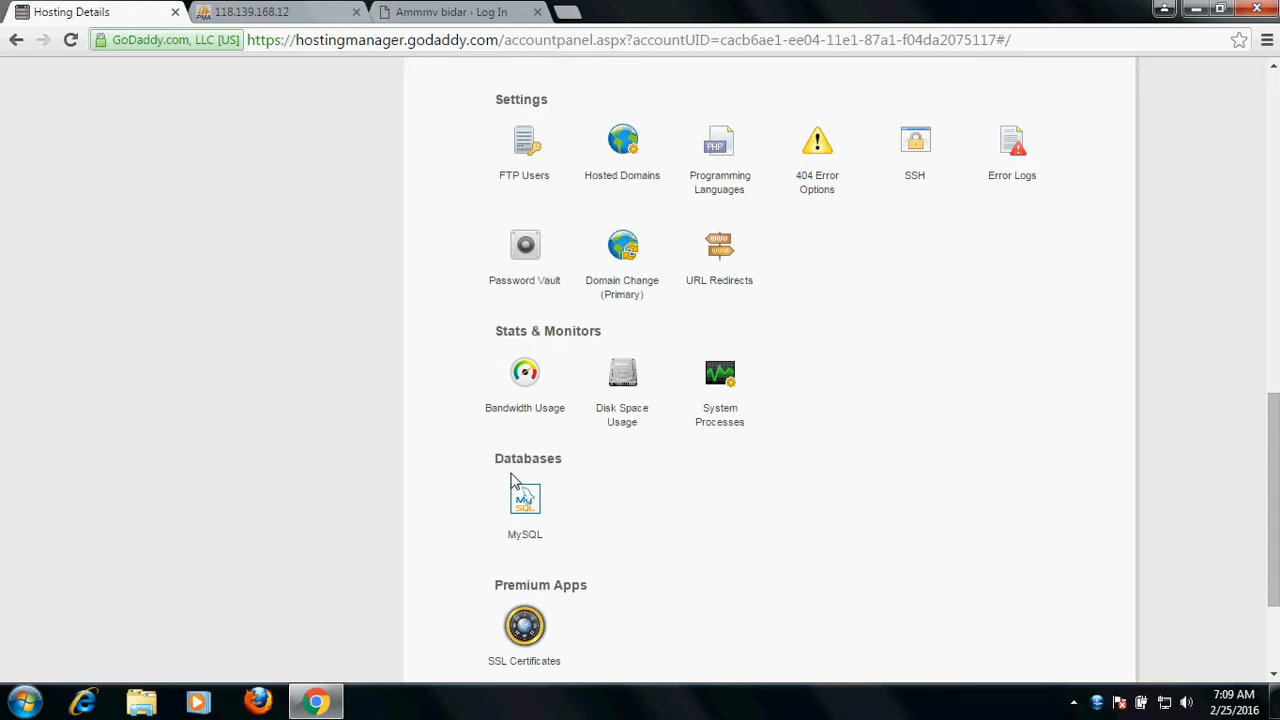 Hosting Details
PMA 118.139.168.12
Ammmv bidar › Log In
GoDaddy.com, LLC [US] https://hostingmanager.godaddy.com/accountpanel.aspx?accountUID=cacb6ae1-ee04-11e1-87a1-f04da2075117#/
Settings
PHP
FTP Users Hosted Domains Programming Languages 404 Error Options SSH Error Logs
Password Vault Domain Change (Primary) URL Redirects
Stats & Monitors
Bandwidth Usage Disk Space Usage System Processes
Databases
My SQL
MySQL
Premium Apps
SSL Certificates
7:09 AM
2/25/2016